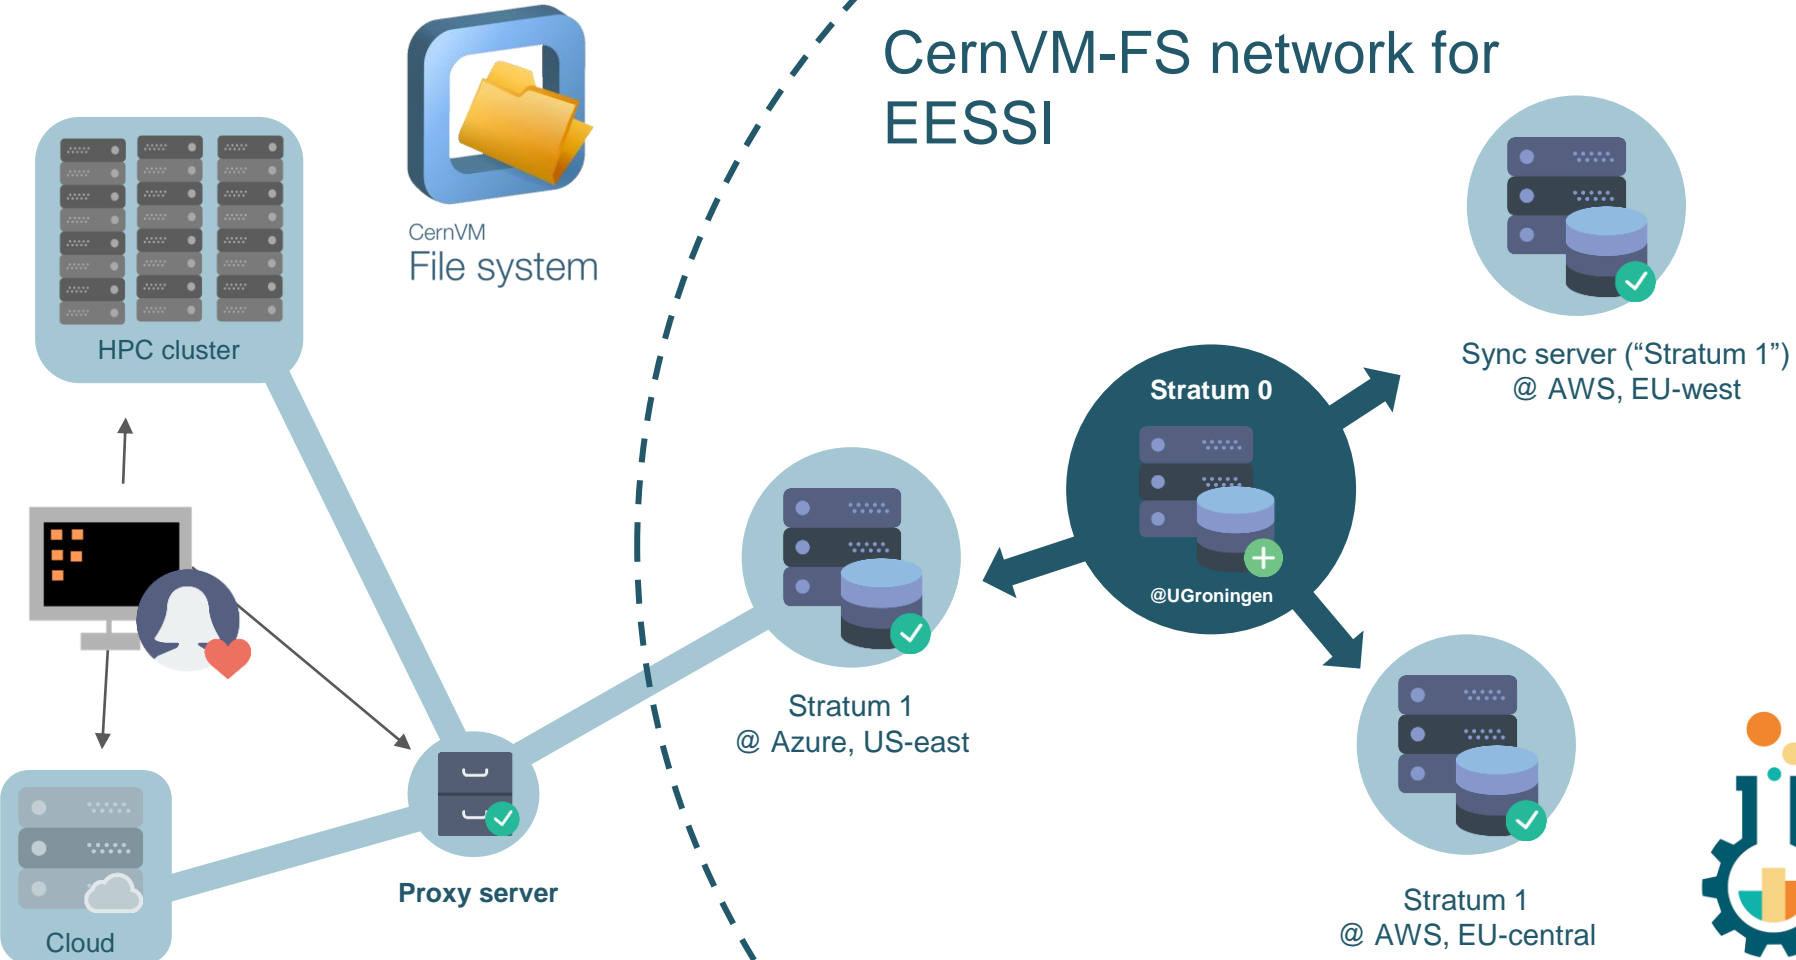 CernVM-FS network for
EESSI
CernVM
File system
HPC cluster
Sync server (“Stratum 1”)
@ AWS, EU-west
Stratum 0
@UGroningen
Stratum 1
@ Azure, US-east
Proxy server
Stratum 1
@ AWS, EU-central
Cloud